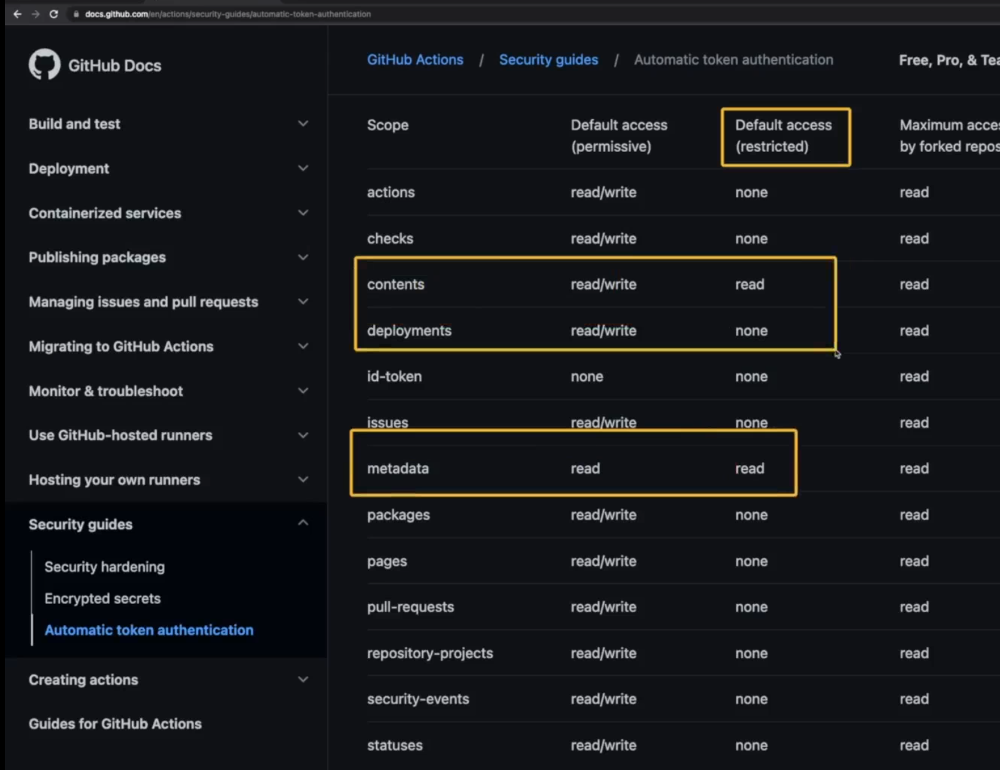 docs.github.com/en/actions/security-guides/automatic-token-authentication
GitHub Docs
Build and test
Deployment
Containerized services
Publishing packages
Managing issues and pull requests
Migrating to GitHub Actions
Monitor & troubleshoot
Use GitHub-hosted runners
Hosting your own runners
Security guides
Security hardening
Encrypted secrets
Automatic token authentication
Creating actions
Guides for GitHub Actions
GitHub Actions / Security guides / Automatic token authentication Free, Pro, & Tea
Scope Default access (permissive) Default access (restricted) Maximum acces by forked repos
actions read/write none read
checks read/write none read
contents read/write read read
deployments read/write none read
id-token none none read
issues read/write none read
metadata read read read
packages read/write none read
pages read/write none read
pull-requests read/write none read
repository-projects read/write none read
security-events read/write none read
statuses read/write none read